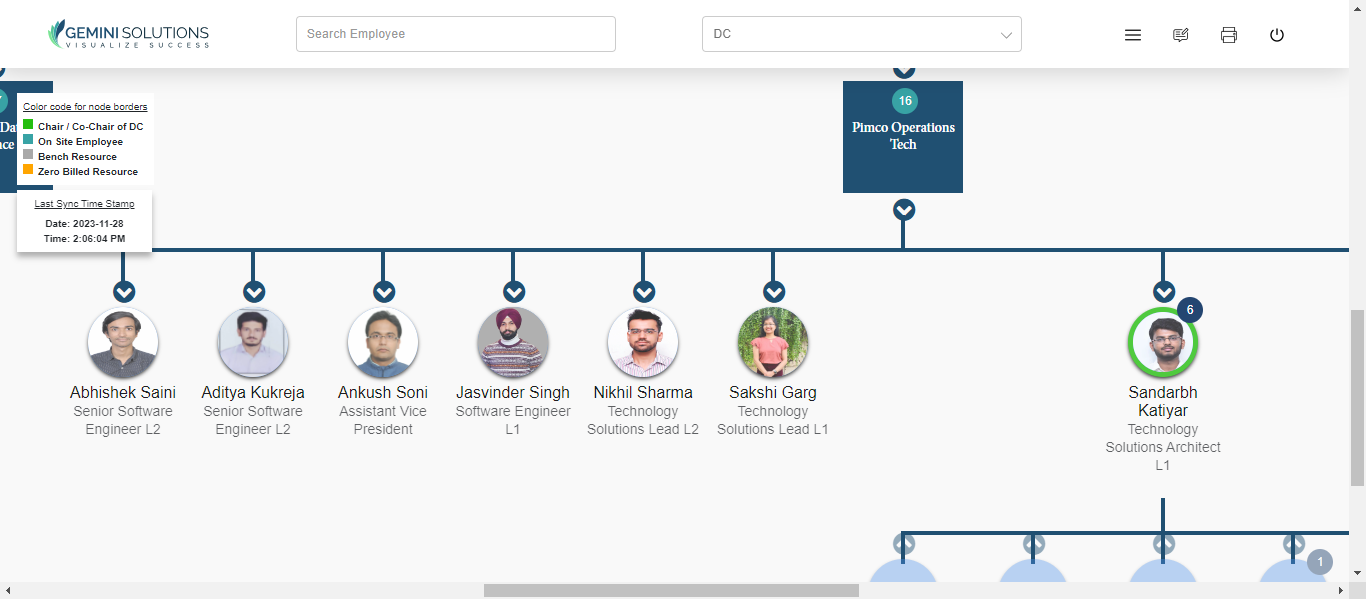 GEMINI SOLUTIONS
VISUALIZE SUCCESS
Search Employee
DC
Color code for node borders
Chair / Co-Chair of DC
On Site Employee
Bench Resource
Zero Billed Resource
Last Sync Time Stamp
Date: 2023-11-28
Time: 2:06:04 PM
16
Pimco Operations
Tech
Abhishek Saini
Senior Software
Engineer L2
Aditya Kukreja
Senior Software
Engineer L2
Ankush Soni
Assistant Vice
President
Jasvinder Singh
Software Engineer
L1
Nikhil Sharma
Technology
Solutions Lead L2
Sakshi Garg
Technology
Solutions Lead L1
6
Sandarbh
Katiyar
Technology
Solutions Architect
L1
1